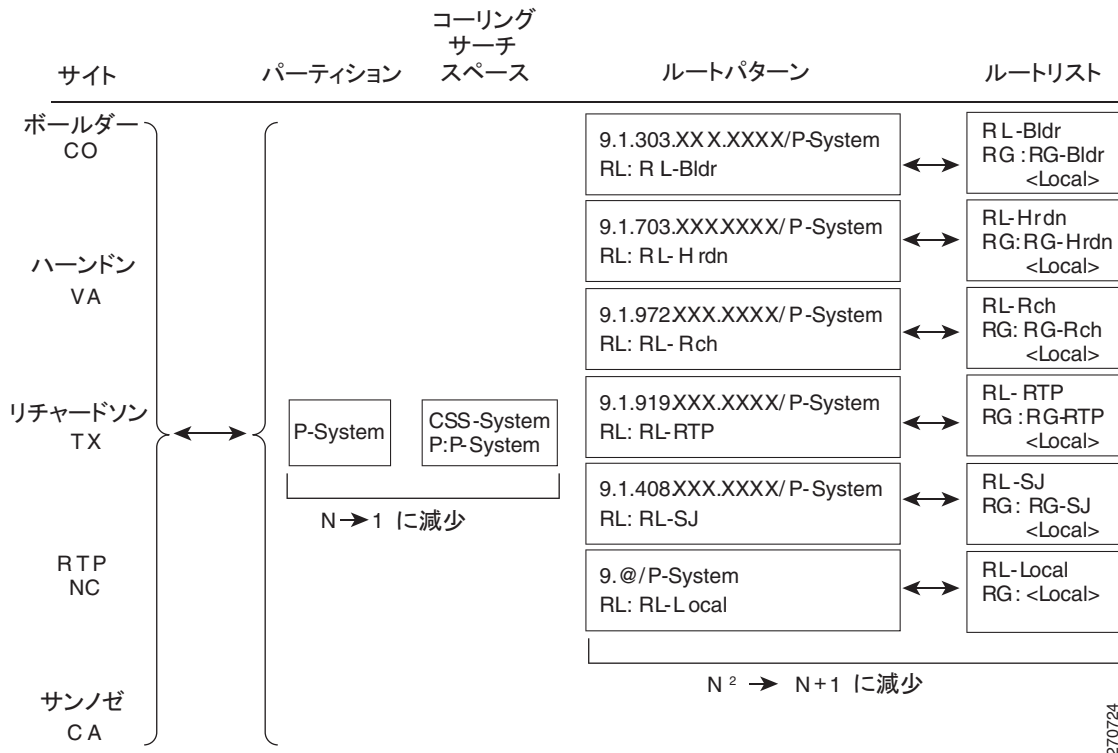 サイト
パーティション
コーリング
サーチ
スペース
ルートパターン
ルートリスト
ボールダー
CO
ハーンドン
VA
リチャードソン
TX
RTP
NC
サンノゼ
CA
P-System
CSS-System
P:P-System
N→1 に減少
9.1.303.XXX.XXXX/P-System
RL: RL-Bldr
RL-Bldr
RG:RG-Bldr
<Local>
9.1.703.XXX.XXXX/P-System
RL: RL-Hrdn
RL-Hrdn
RG:RG-Hrdn
<Local>
9.1.972XXX.XXXX/P-System
RL: RL-Rch
RL-Rch
RG: RG-Rch
<Local>
9.1.919XXX.XXXX/P-System
RL: RL-RTP
RL-RTP
RG:RG-RTP
<Local>
9.1.408XXX.XXXX/P-System
RL: RL-SJ
RL-SJ
RG: RG-SJ
<Local>
9.@/P-System
RL: RL-Local
RL-Local
RG: <Local>
N² → N+1 に減少
270724